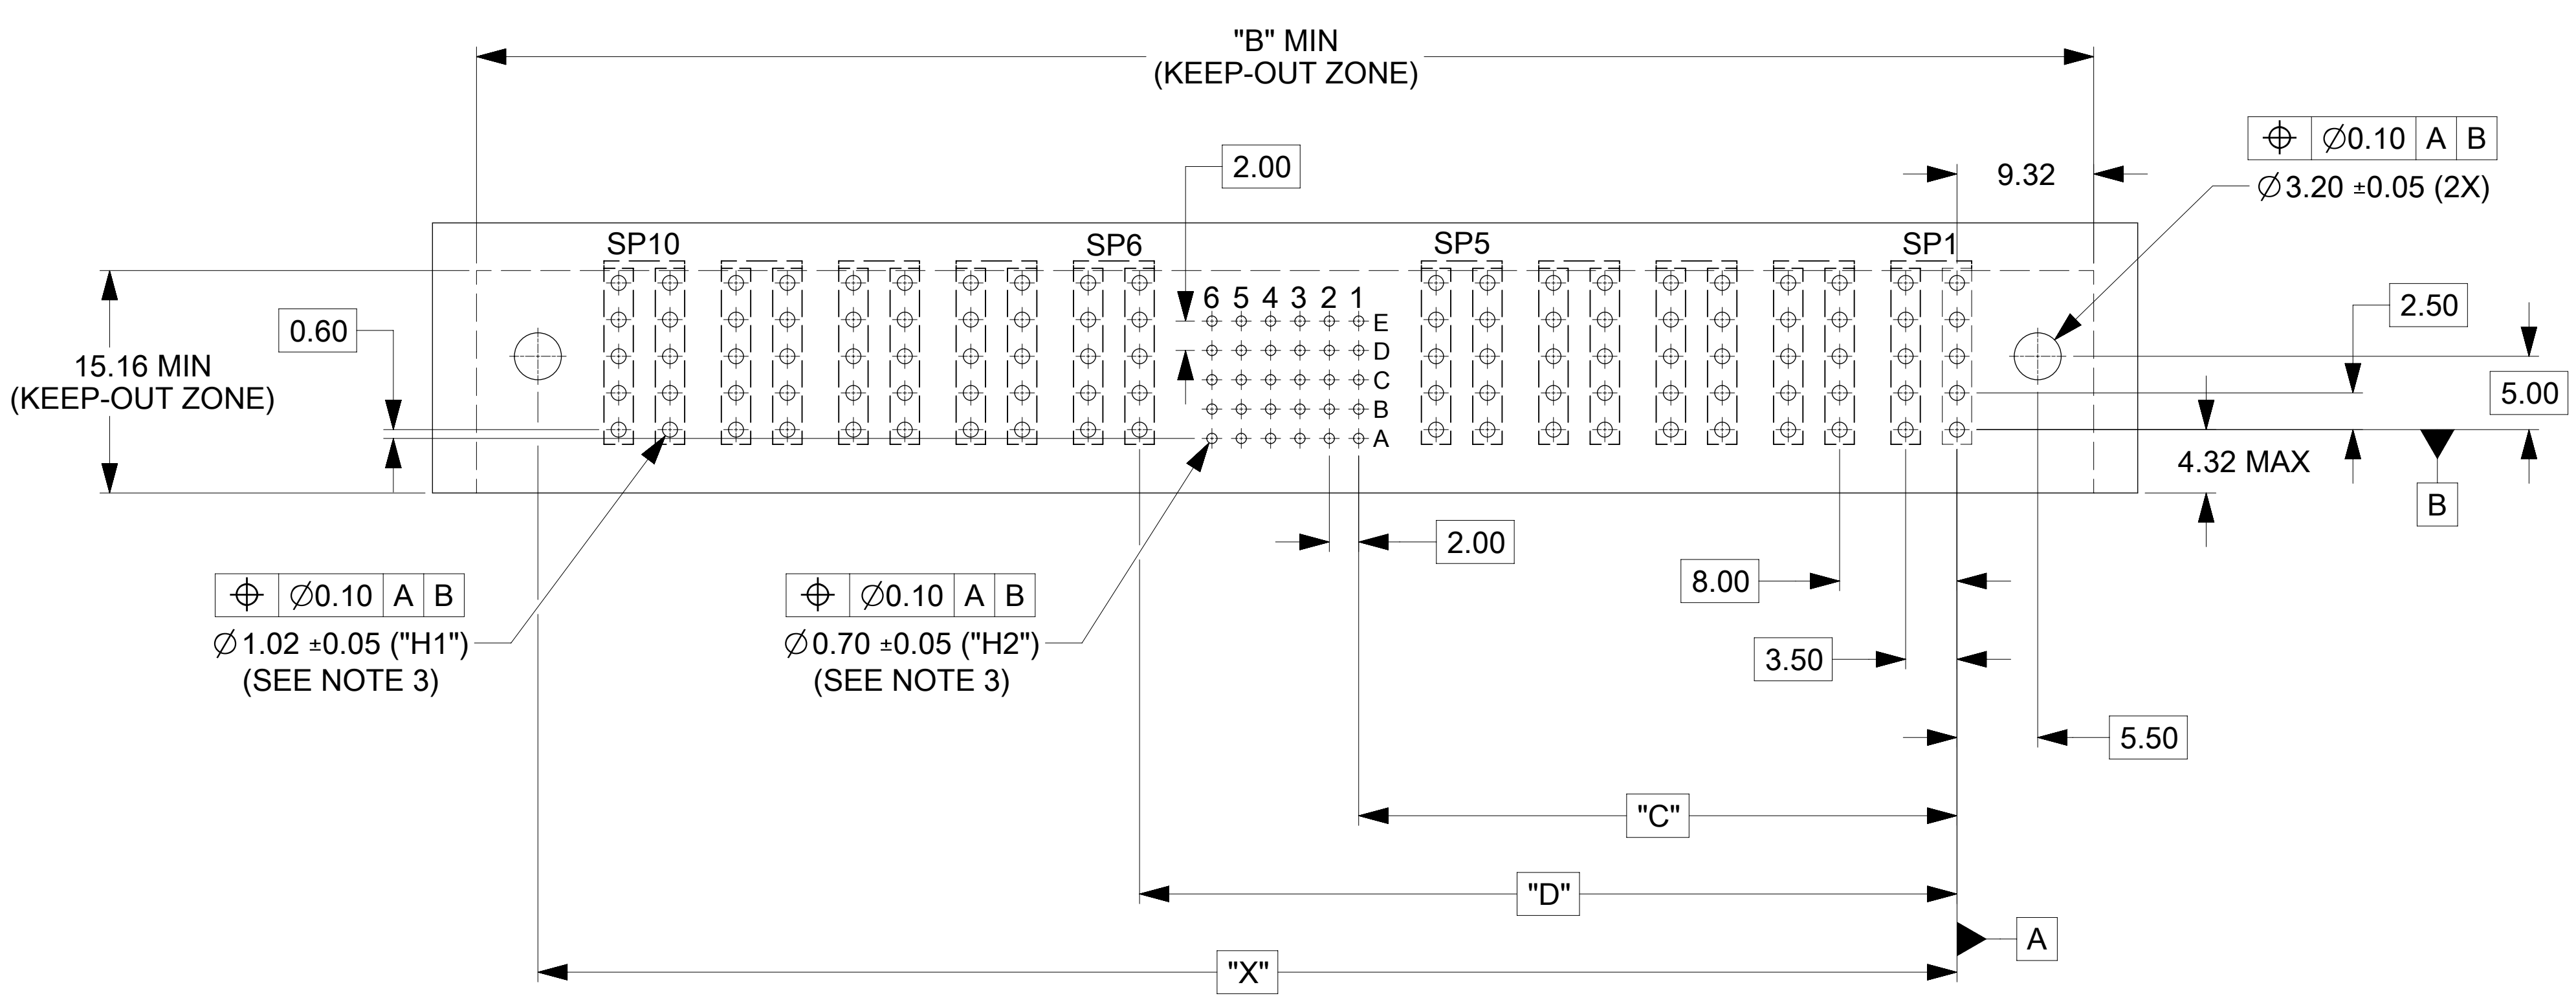 "B" MIN
(KEEP-OUT ZONE)
⌖ ∅0.10 A B
2.00
9.32
∅3.20 ±0.05 (2X)
SP10
SP6
SP5
SP1
6 5 4 3 2 1
E
2.50
0.60
D
15.16 MIN
(KEEP-OUT ZONE)
C
5.00
B
A
4.32 MAX
B
2.00
8.00
⌖ ∅0.10 A B
∅1.02 ±0.05 ("H1")
(SEE NOTE 3)
⌖ ∅0.10 A B
∅0.70 ±0.05 ("H2")
(SEE NOTE 3)
3.50
5.50
"C"
"D"
A
"X"